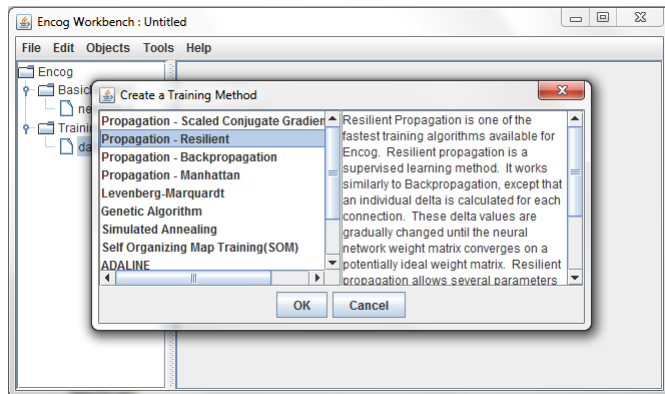 Encog Workbench : Untitled
File Edit Objects Tools Help
Encog
Basic
ne
Traini
da
Create a Training Method
Propagation - Scaled Conjugate Gradien
Propagation - Resilient
Propagation - Backpropagation
Propagation - Manhattan
Levenberg-Marquardt
Genetic Algorithm
Simulated Annealing
Self Organizing Map Training(SOM)
ADALINE
Resilient Propagation is one of the
fastest training algorithms available for
Encog. Resilient propagation is a
supervised learning method. It works
similarly to Backpropagation, except that
an individual delta is calculated for each
connection. These delta values are
gradually changed until the neural
network weight matrix converges on a
potentially ideal weight matrix. Resilient
propagation allows several parameters
OK Cancel